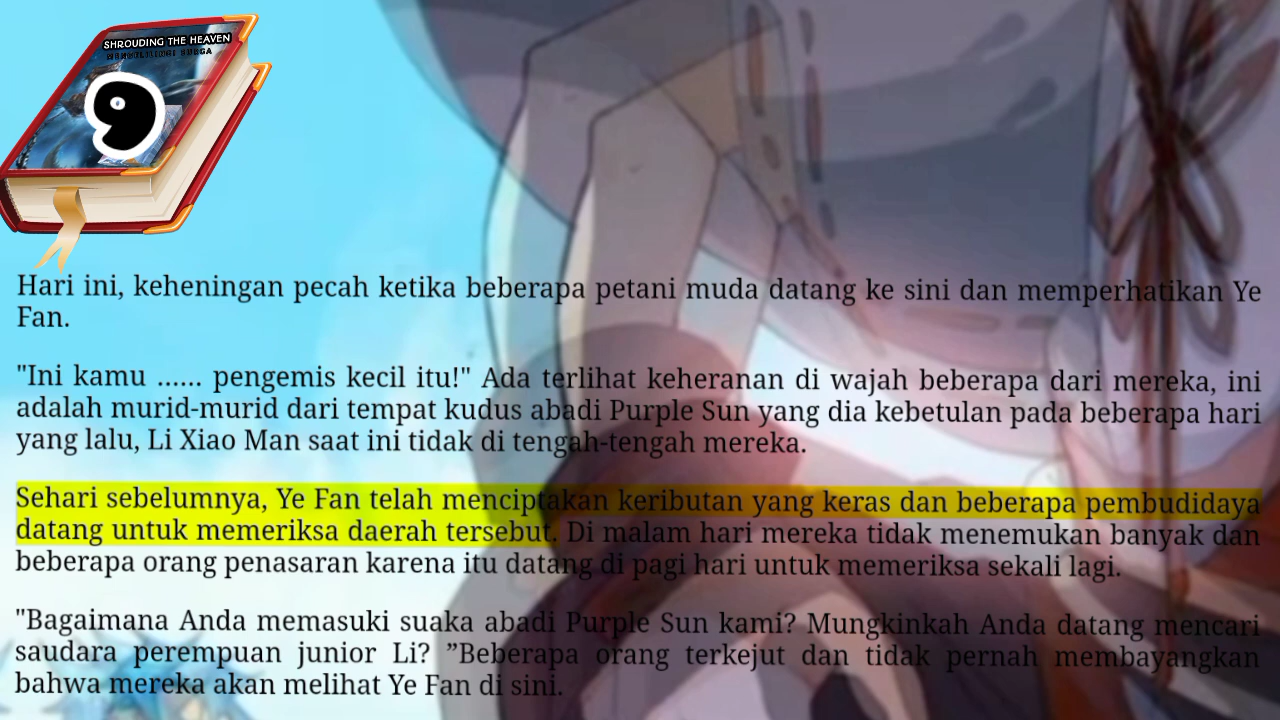 SHROUDING THE HEAVEN
9
Hari ini, keheningan pecah ketika beberapa petani muda datang ke sini dan memperhatikan Ye
Fan.
"Ini kamu ...... pengemis kecil itu!" Ada terlihat keheranan di wajah beberapa dari mereka, ini
adalah murid-murid dari tempat kudus abadi Purple Sun yang dia kebetulan pada beberapa hari
yang lalu, Li Xiao Man saat ini tidak di tengah-tengah mereka.
Sehari sebelumnya, Ye Fan telah menciptakan keributan yang keras dan beberapa pembudidaya
datang untuk memeriksa daerah tersebut. Di malam hari mereka tidak menemukan banyak dan
beberapa orang penasaran karena itu datang di pagi hari untuk memeriksa sekali lagi.
"Bagaimana Anda memasuki suaka abadi Purple Sun kami? Mungkinkah Anda datang mencari
saudara perempuan junior Li? ”Beberapa orang terkejut dan tidak pernah membayangkan
bahwa mereka akan melihat Ye Fan di sini.